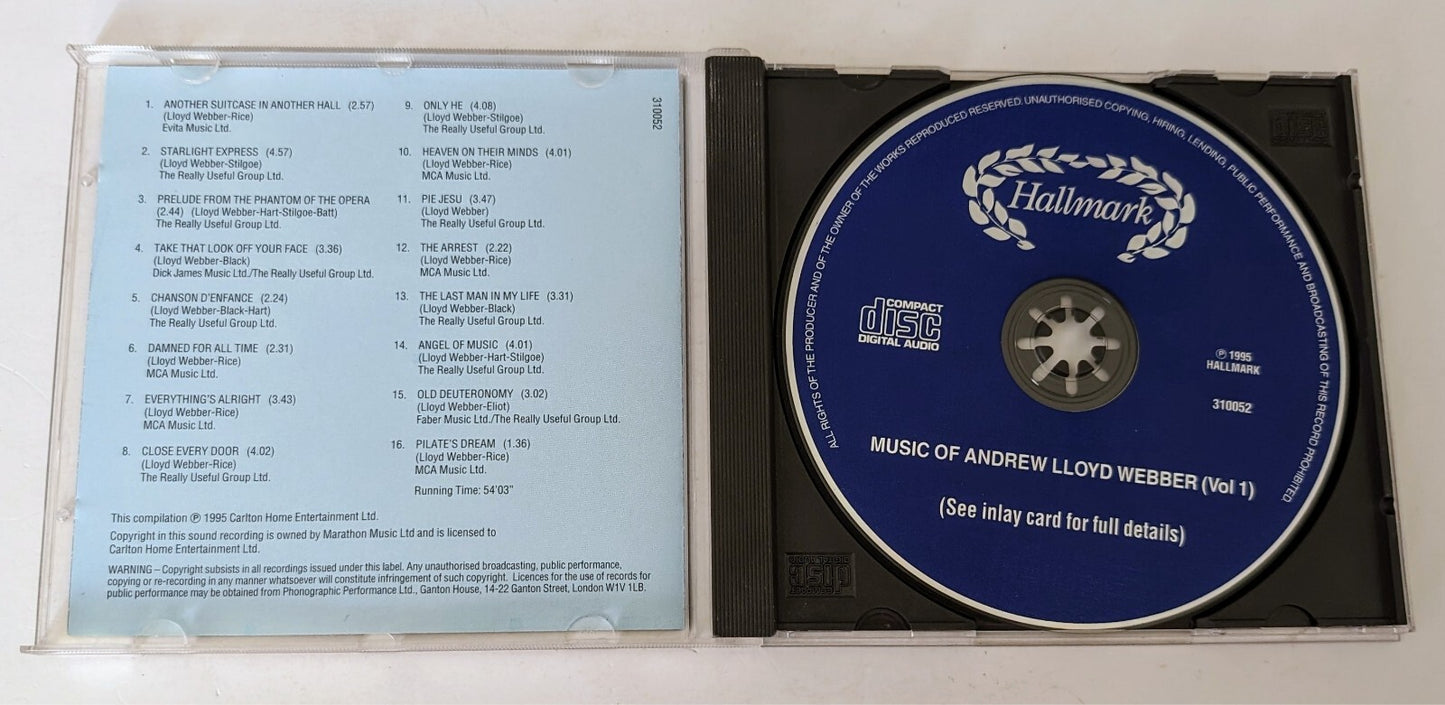 1. ANOTHER SUITCASE IN ANOTHER HALL (2.57)
(Lloyd Webber-Rice)
Evita Music Ltd.
2. STARLIGHT EXPRESS (4.57)
(Lloyd Webber-Stilgoe)
The Really Useful Group Ltd.
3. PRELUDE FROM THE PHANTOM OF THE OPERA
(2.44) (Lloyd Webber-Hart-Stilgoe-Batt)
The Really Useful Group Ltd.
4. TAKE THAT LOOK OFF YOUR FACE (3.36)
(Lloyd Webber-Black)
Dick James Music Ltd./The Really Useful Group Ltd.
5. CHANSON D'ENFANCE (2.24)
(Lloyd Webber-Black-Hart)
The Really Useful Group Ltd.
6. DAMNED FOR ALL TIME (2.31)
(Lloyd Webber-Rice)
MCA Music Ltd.
7. EVERYTHING'S ALRIGHT (3.43)
(Lloyd Webber-Rice)
MCA Music Ltd.
8. CLOSE EVERY DOOR (4.02)
(Lloyd Webber-Rice)
The Really Useful Group Ltd.
9. ONLY HE (4.08)
(Lloyd Webber-Stilgoe)
The Really Useful Group Ltd.
10. HEAVEN ON THEIR MINDS (4.01)
(Lloyd Webber-Rice)
MCA Music Ltd.
11. PIE JESU (3.47)
(Lloyd Webber)
The Really Useful Group Ltd.
12. THE ARREST (2.22)
(Lloyd Webber-Rice)
MCA Music Ltd.
13. THE LAST MAN IN MY LIFE (3.31)
(Lloyd Webber-Black)
The Really Useful Group Ltd.
14. ANGEL OF MUSIC (4.01)
(Lloyd Webber-Hart-Stilgoe)
The Really Useful Group Ltd.
15. OLD DEUTERONOMY (3.02)
(Lloyd Webber-Eliot)
Faber Music Ltd./The Really Useful Group Ltd.
16. PILATE'S DREAM (1.36)
(Lloyd Webber-Rice)
MCA Music Ltd.
Running Time: 54'03"
310052
This compilation ℗ 1995 Carlton Home Entertainment Ltd.
Copyright in this sound recording is owned by Marathon Music Ltd and is licensed to
Carlton Home Entertainment Ltd.
WARNING – Copyright subsists in all recordings issued under this label. Any unauthorised broadcasting, public performance,
copying or re-recording in any manner whatsoever will constitute infringement of such copyright. Licences for the use of records for
public performance may be obtained from Phonographic Performance Ltd., Ganton House, 14-22 Ganton Street, London W1V 1LB.
ALL RIGHTS OF THE PRODUCER AND OF THE OWNER OF THE WORKS REPRODUCED RESERVED. UNAUTHORISED COPYING, HIRING, LENDING, PUBLIC PERFORMANCE AND BROADCASTING OF THIS RECORD PROHIBITED.
Hallmark
COMPACT
disc
DIGITAL AUDIO
℗ 1995
HALLMARK
310052
MUSIC OF ANDREW LLOYD WEBBER (Vol 1)
(See inlay card for full details)
COMPACT
disc
DIGITAL AUDIO